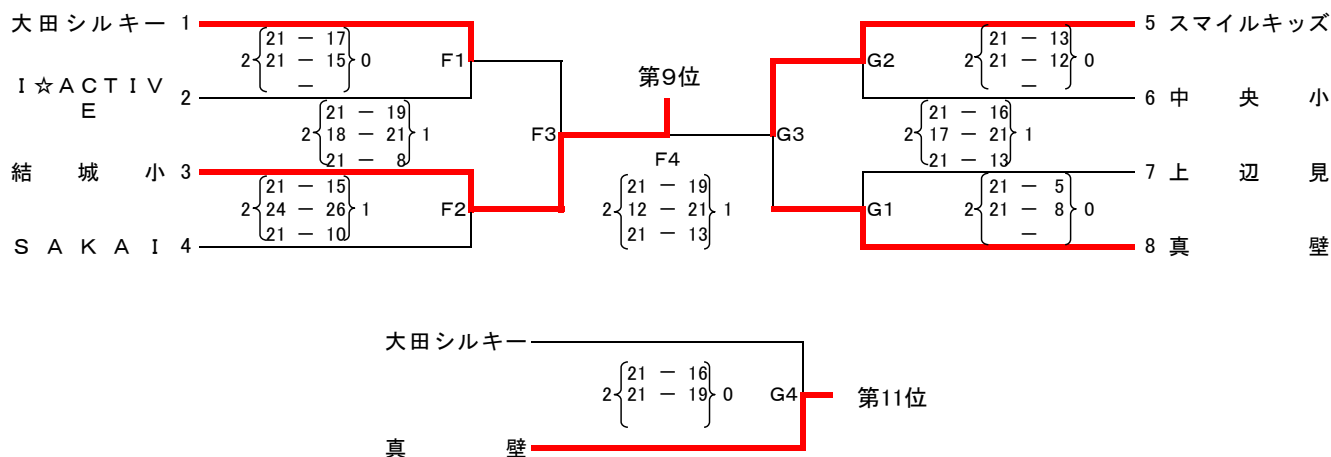 大田シルキー 1
21 － 17
2 21 － 15 0
－
F1
I☆ACTIV
E
2
21 － 19
2 18 － 21 1
21 － 8
F3
結城小 3
21 － 15
2 24 － 26 1
21 － 10
F2
SAKAI 4
第9位
F4
21 － 19
2 12 － 21 1
21 － 13
5 スマイルキッズ
21 － 13
2 21 － 12 0
－
G2
6 中央小
21 － 16
2 17 － 21 1
21 － 13
G3
7 上辺見
21 － 5
2 21 － 8 0
－
G1
8 真壁
大田シルキー
21 － 16
2 21 － 19 0
G4
第11位
真壁